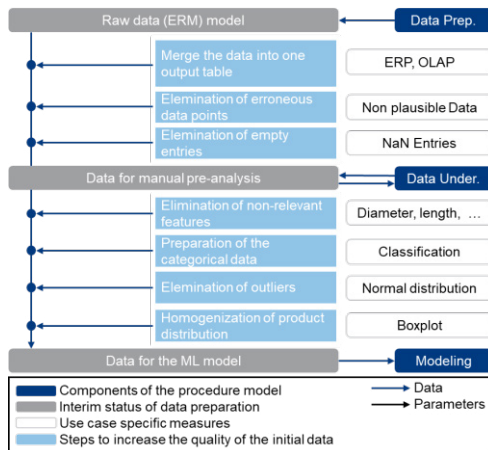 Raw data (ERM) model
Data Prep.
Merge the data into one
output table
ERP, OLAP
Elemination of erroneous
data points
Non plausible Data
Elemination of empty
entries
NaN Entries
Data for manual pre-analysis
Data Under.
Elimination of non-relevant
features
Diameter, length, …
Preparation of the
categorical data
Classification
Elemination of outliers
Normal distribution
Homogenization of product
distribution
Boxplot
Data for the ML model
Modeling
Components of the procedure model
Data
Interim status of data preparation
Parameters
Use case specific measures
Steps to increase the quality of the initial data